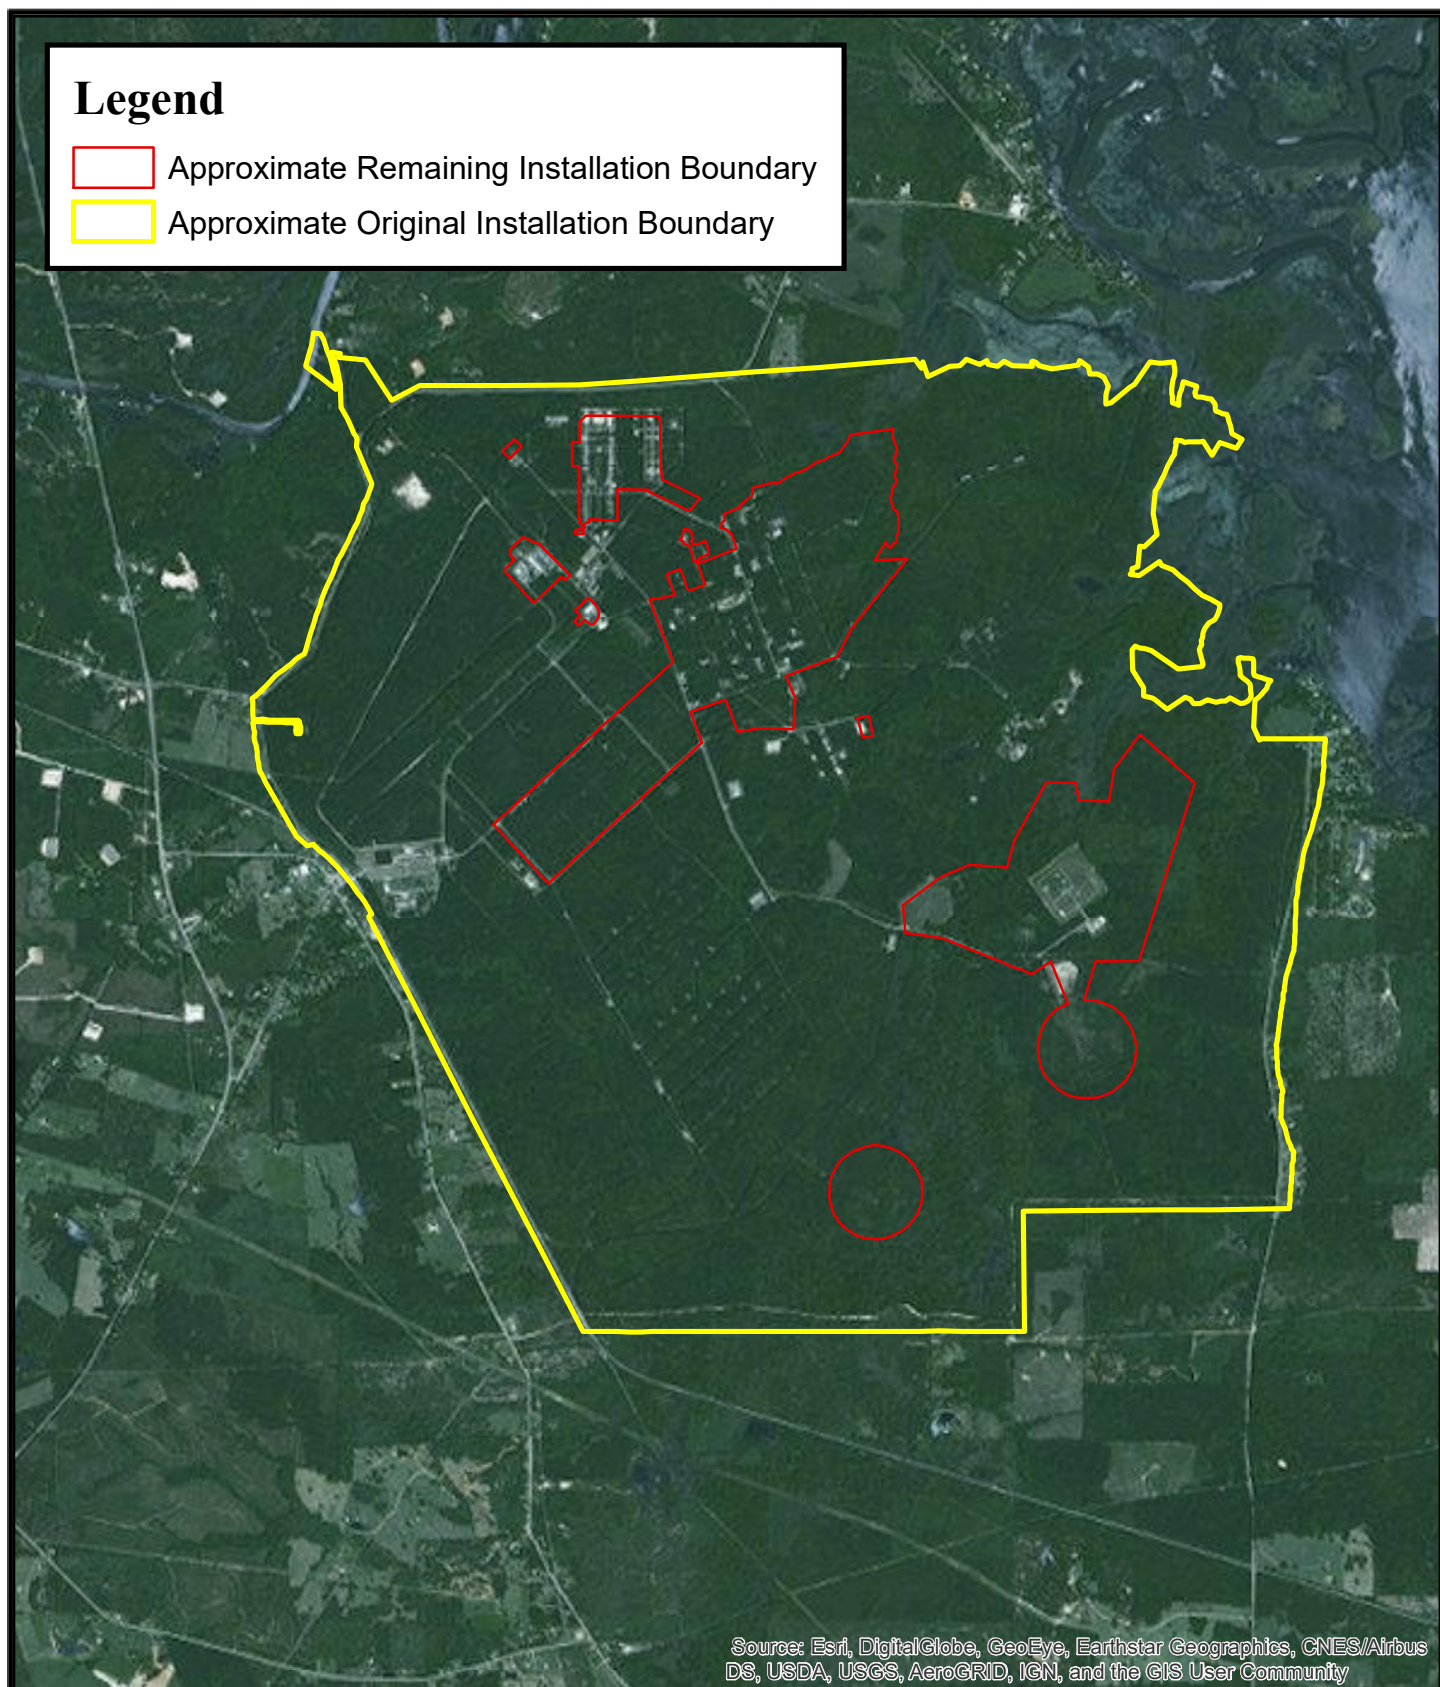 Legend
Approximate Remaining Installation Boundary
Approximate Original Installation Boundary
Source: Esri, DigitalGlobe, GeoEye, Earthstar Geographics, CNES/Airbus
DS, USDA, USGS, AeroGRID, IGN, and the GIS User Community